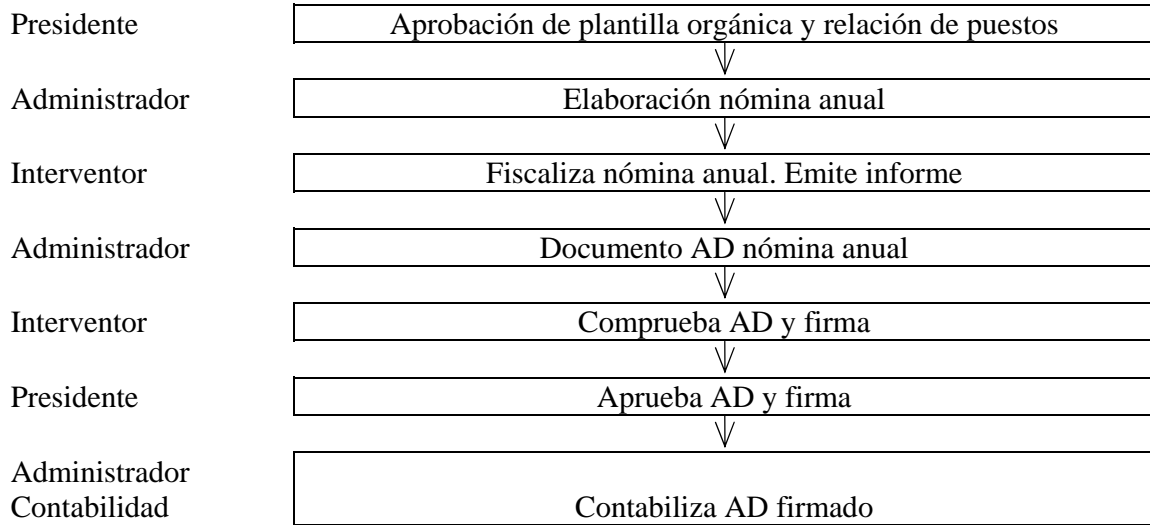 Presidente Aprobación de plantilla orgánica y relación de puestos
Administrador Elaboración nómina anual
Interventor Fiscaliza nómina anual. Emite informe
Administrador Documento AD nómina anual
Interventor Comprueba AD y firma
Presidente Aprueba AD y firma
Administrador
Contabilidad Contabiliza AD firmado